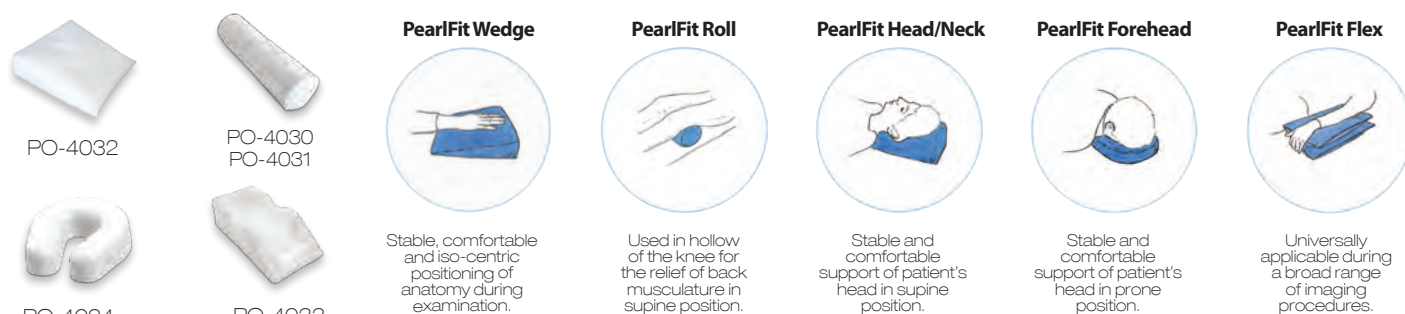 PO-4032
PO-4030
PO-4031
PearlFit Wedge
Stable, comfortable
and iso-centric
positioning of
anatomy during
examination.
PearlFit Roll
Used in hollow
of the knee for
the relief of back
musculature in
supine position.
PearlFit Head/Neck
Stable and
comfortable
support of patient's
head in supine
position.
PearlFit Forehead
Stable and
comfortable
support of patient's
head in prone
position.
PearlFit Flex
Universally
applicable during
a broad range
of imaging
procedures.